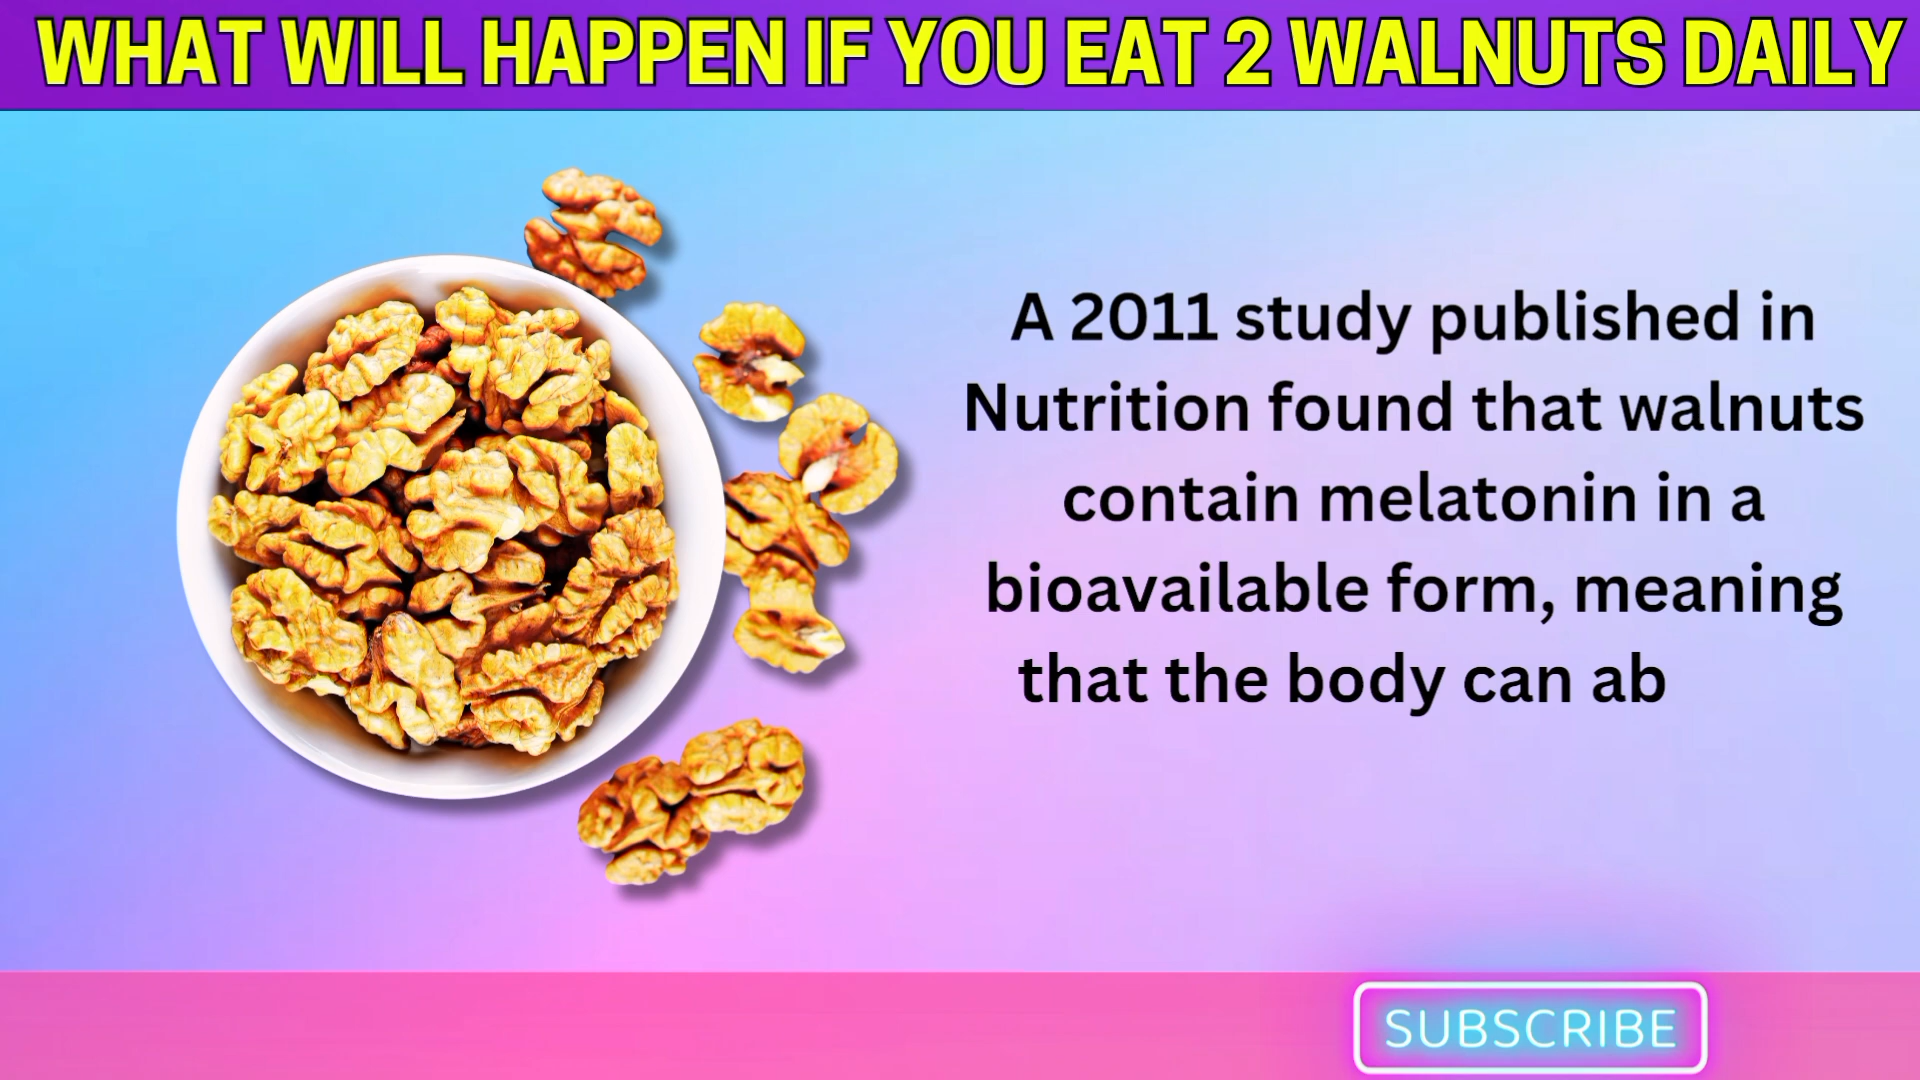 WHAT WILL HAPPEN IF YOU EAT 2 WALNUTS DAILY
A 2011 study published in
Nutrition found that walnuts
contain melatonin in a
bioavailable form, meaning
that the body can ab
SUBSCRIBE